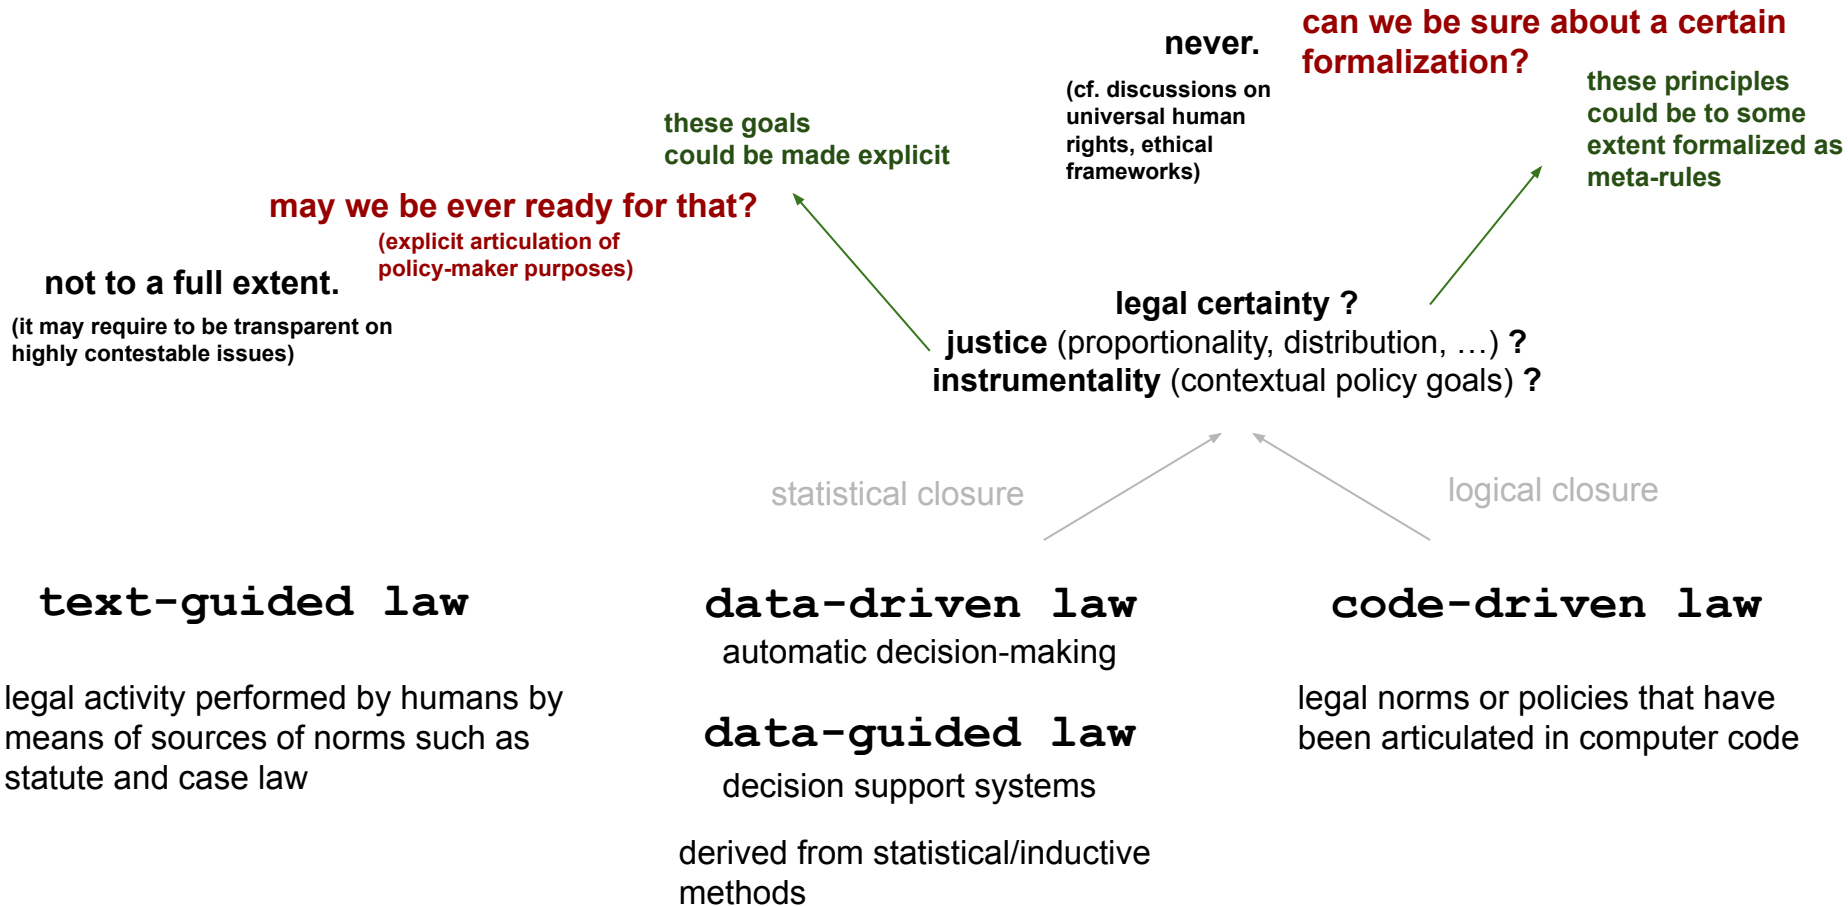 never.
can we be sure about a certain
formalization?
(cf. discussions on
universal human
rights, ethical
frameworks)
these principles
could be to some
extent formalized as
meta-rules
these goals
could be made explicit
may we be ever ready for that?
(explicit articulation of
policy-maker purposes)
not to a full extent.
(it may require to be transparent on
highly contestable issues)
legal certainty ?
justice (proportionality, distribution, …) ?
instrumentality (contextual policy goals) ?
statistical closure
logical closure
text-guided law
legal activity performed by humans by
means of sources of norms such as
statute and case law
data-driven law
automatic decision-making
data-guided law
decision support systems
derived from statistical/inductive
methods
code-driven law
legal norms or policies that have
been articulated in computer code